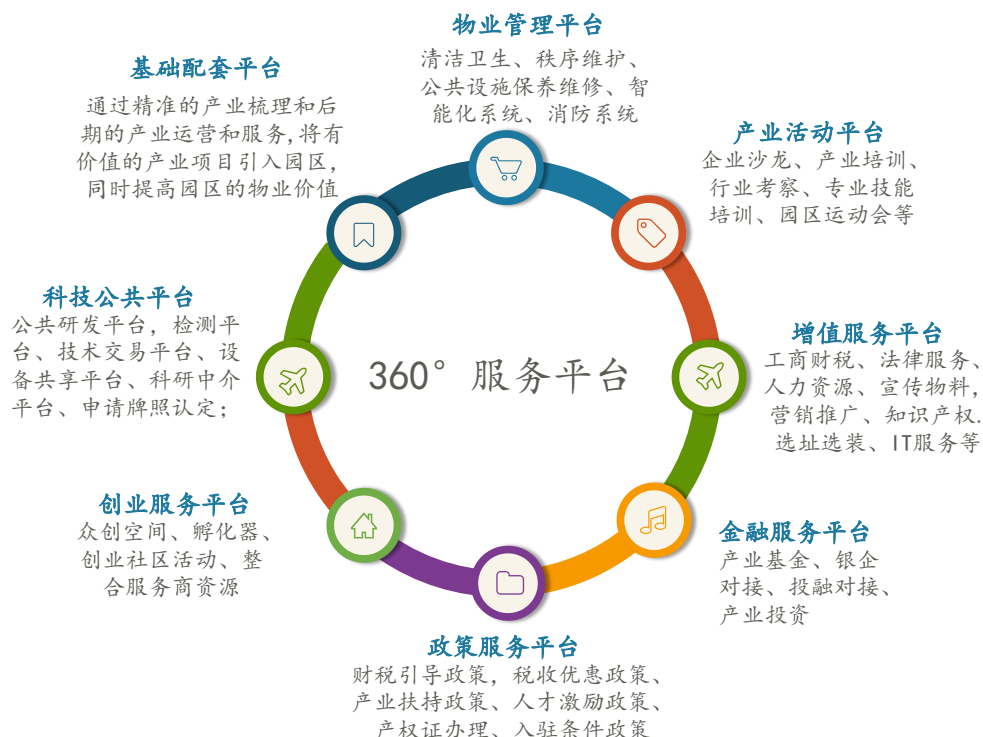 物业管理平台
清洁卫生、秩序维护、
公共设施保养维修、智
能化系统、消防系统
基础配套平台
通过精准的产业梳理和后
期的产业运营和服务,将有
价值的产业项目引入园区,
同时提高园区的物业价值
产业活动平台
企业沙龙、产业培训、
行业考察、专业技能
培训、园区运动会等
科技公共平台
公共研发平台，检测平
台、技术交易平台、设
备共享平台、科研中介
平台、申请牌照认定;
360°服务平台
增值服务平台
工商财税、法律服务、
人力资源、宣传物料,
营销推广、知识产权.
选址选装、IT服务等
创业服务平台
众创空间、孵化器、
创业社区活动、整
合服务商资源
金融服务平台
产业基金、银企
对接、投融对接、
产业投资
政策服务平台
财税引导政策，税收优惠政策、
产业扶持政策、人才激励政策、
产权证办理、入驻条件政策